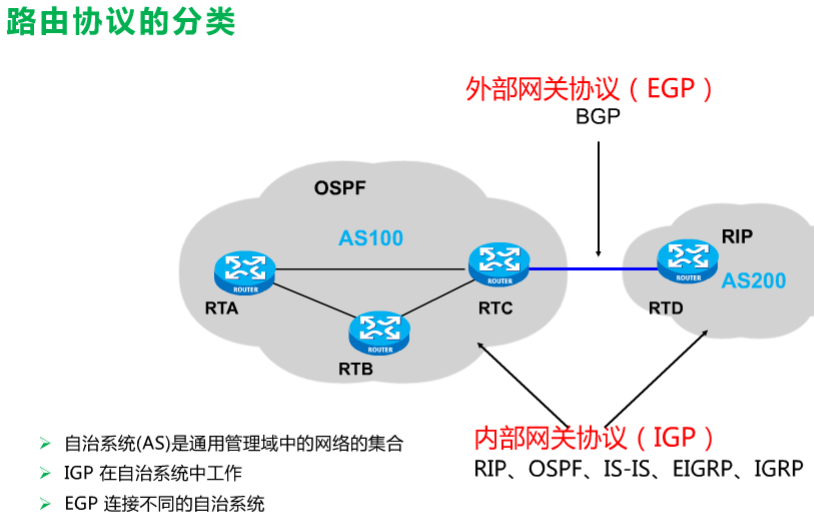 路由协议的分类
外部网关协议（EGP）
BGP
OSPF
AS100
RIP
AS200
ROUTER
ROUTER
ROUTER
ROUTER
RTA
RTC
RTD
RTB
自治系统(AS)是通用管理域中的网络的集合
IGP 在自治系统中工作
EGP 连接不同的自治系统
内部网关协议（IGP）
RIP、OSPF、IS-IS、EIGRP、IGRP